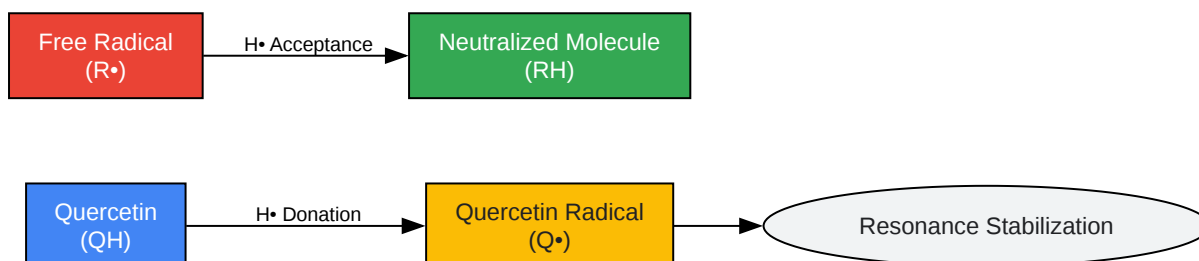 Free Radical
(R•)
H• Acceptance
Neutralized Molecule
(RH)
Quercetin
(QH)
H• Donation
Quercetin Radical
(Q•)
Resonance Stabilization